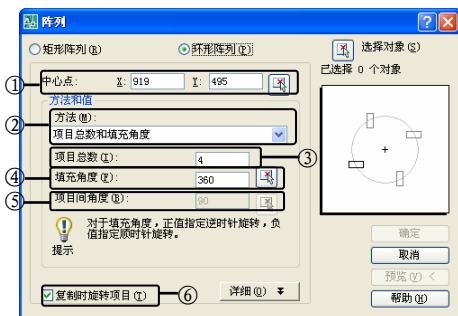 阵列
矩形阵列(R) 环形阵列(P) 选择对象(S)
已选择 0 个对象
① 中心点: X: 919 Y: 495
方法和值
② 方法(M):
项目总数和填充角度
项目总数(I): 4 ③
④ 填充角度(F): 360
⑤ 项目间角度(B): 90
对于填充角度，正值指定逆时针旋转，负
值指定顺时针旋转。
提示
确定
取消
预览(V) <
复制时旋转项目(T) ⑥ 详细(O)
帮助(H)